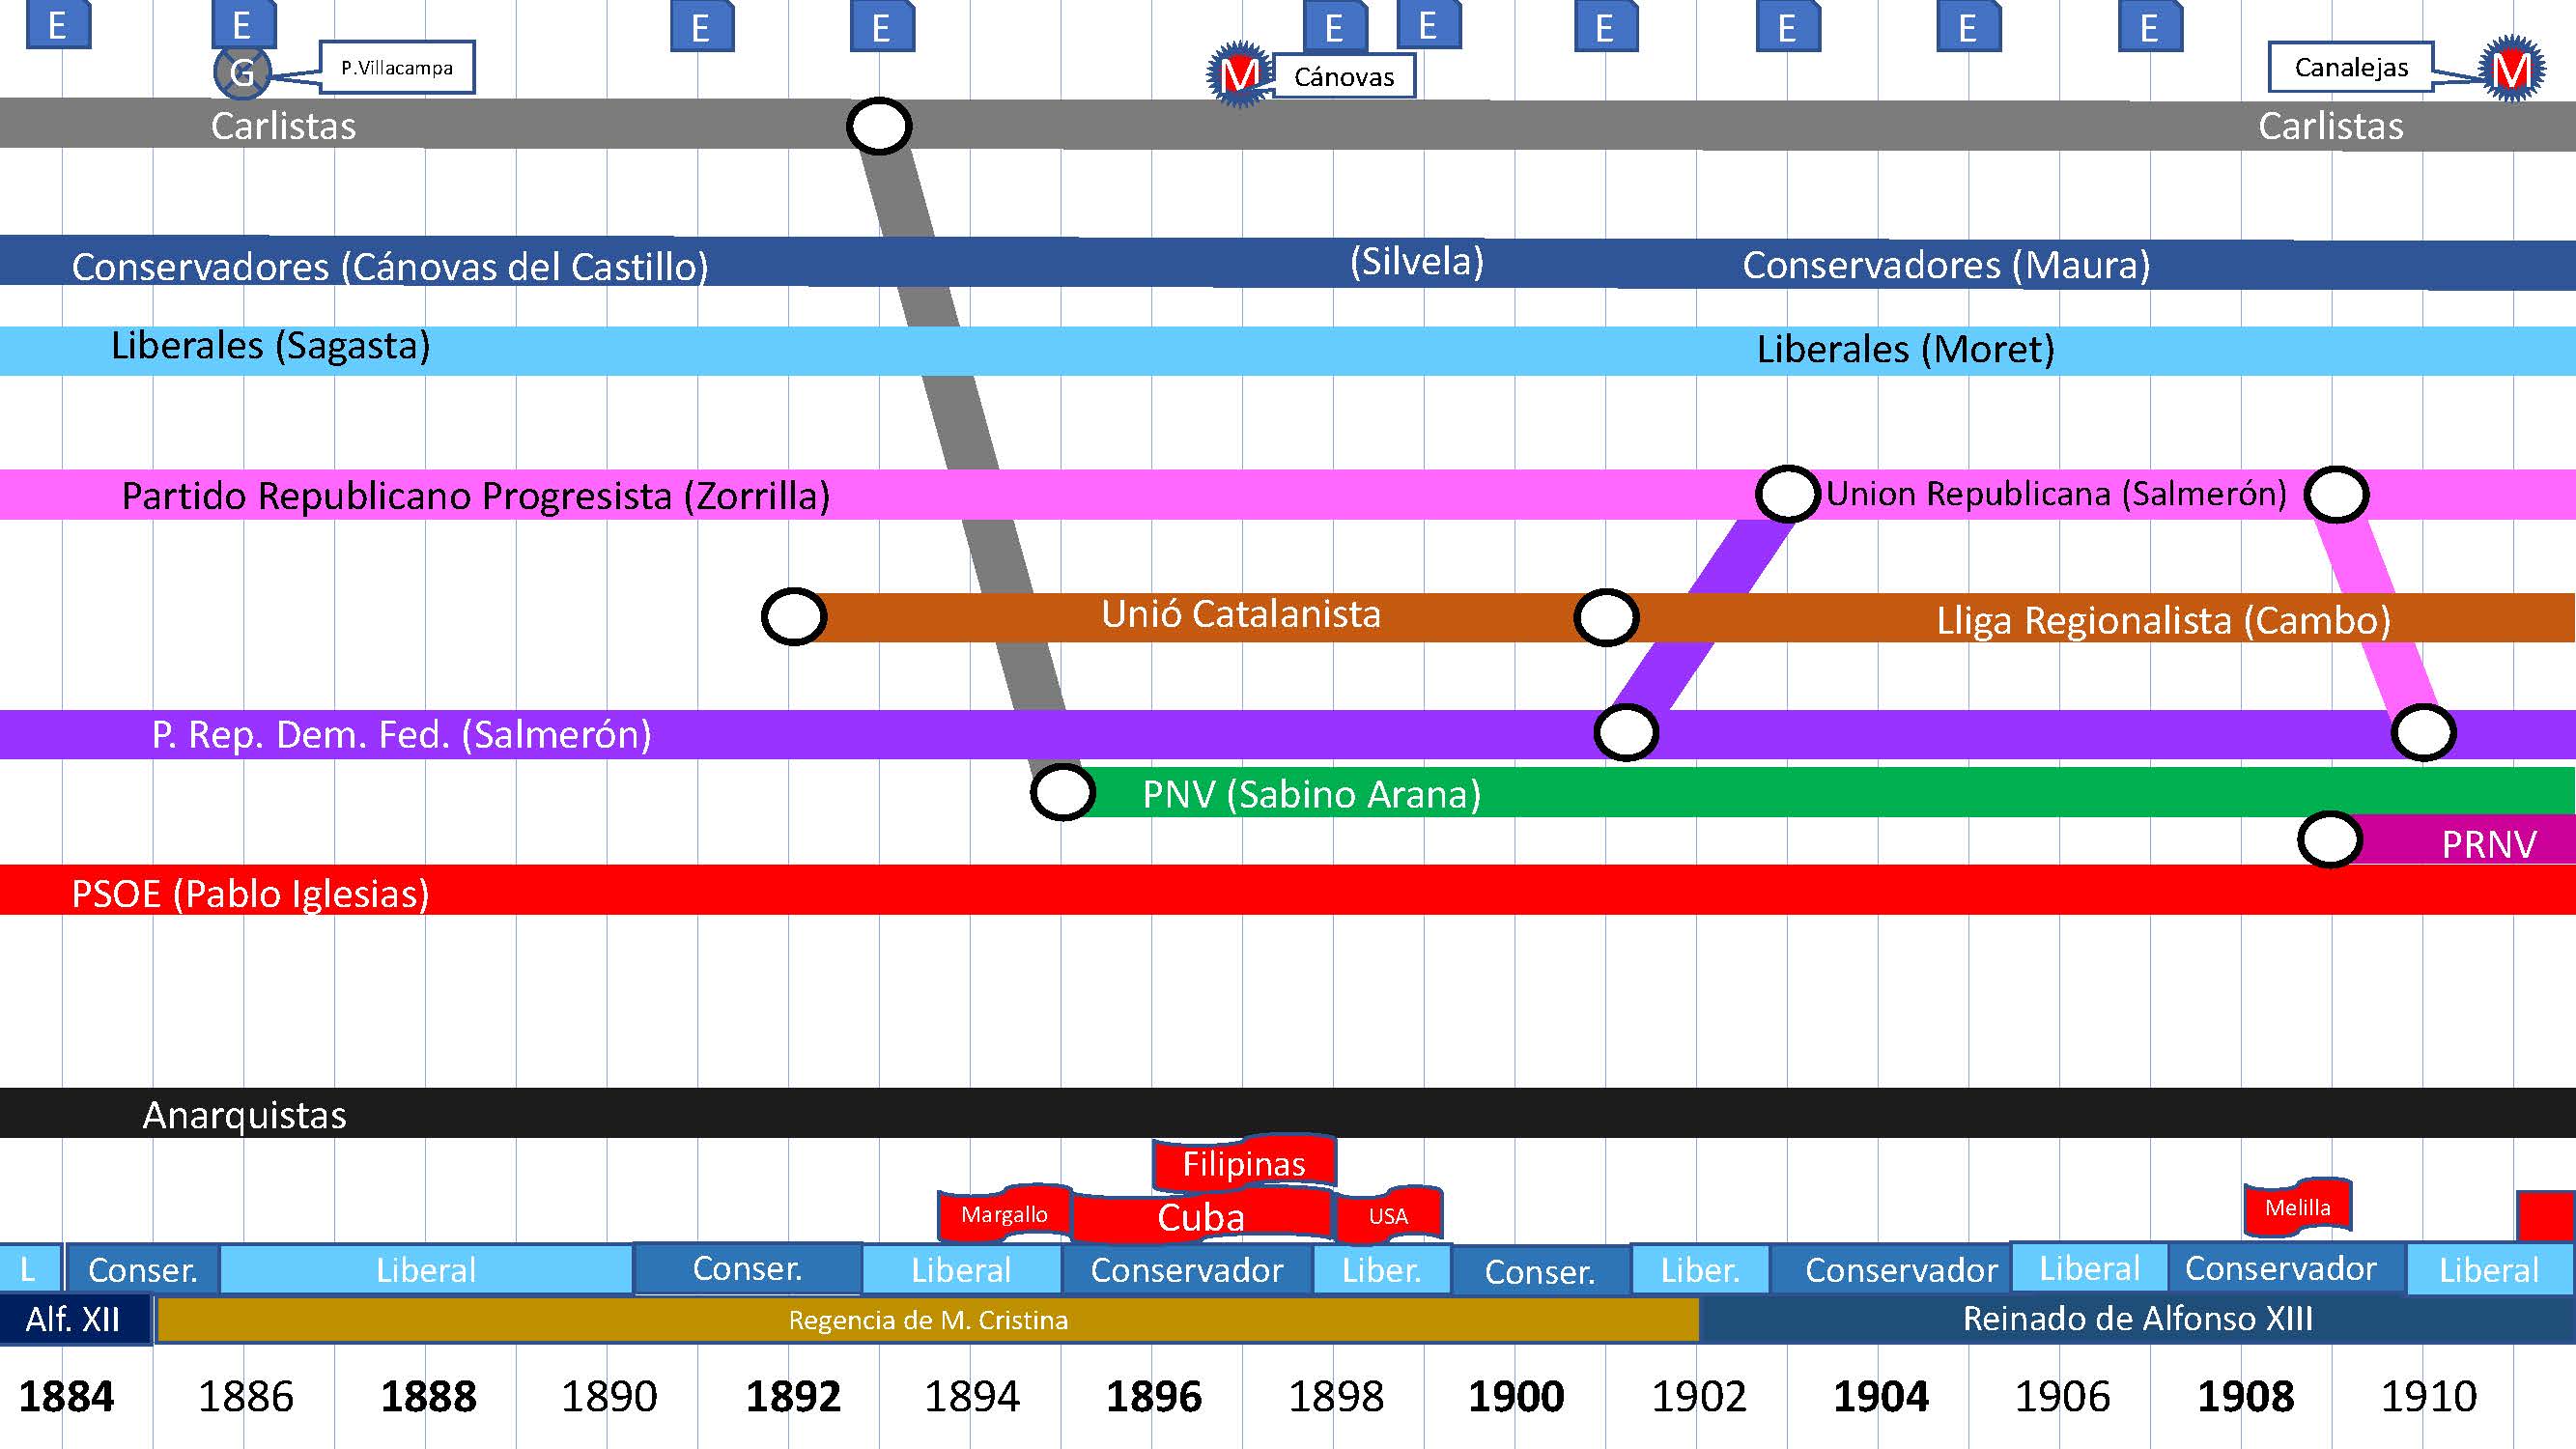 E E E E E E E E E E
G P.Villacampa M Cánovas Canalejas M
Carlistas Carlistas
Conservadores (Cánovas del Castillo) (Silvela) Conservadores (Maura)
Liberales (Sagasta) Liberales (Moret)
Partido Republicano Progresista (Zorrilla) Union Republicana (Salmerón)
Unió Catalanista Lliga Regionalista (Cambo)
P. Rep. Dem. Fed. (Salmerón)
PNV (Sabino Arana)
PRNV
PSOE (Pablo Iglesias)
Anarquistas
Filipinas
Margallo Cuba USA Melilla
L Conser. Liberal Conser. Liberal Conservador Liber. Conser. Liber. Conservador Liberal Conservador Liberal
Alf. XII Regencia de M. Cristina Reinado de Alfonso XIII
1884 1886 1888 1890 1892 1894 1896 1898 1900 1902 1904 1906 1908 1910